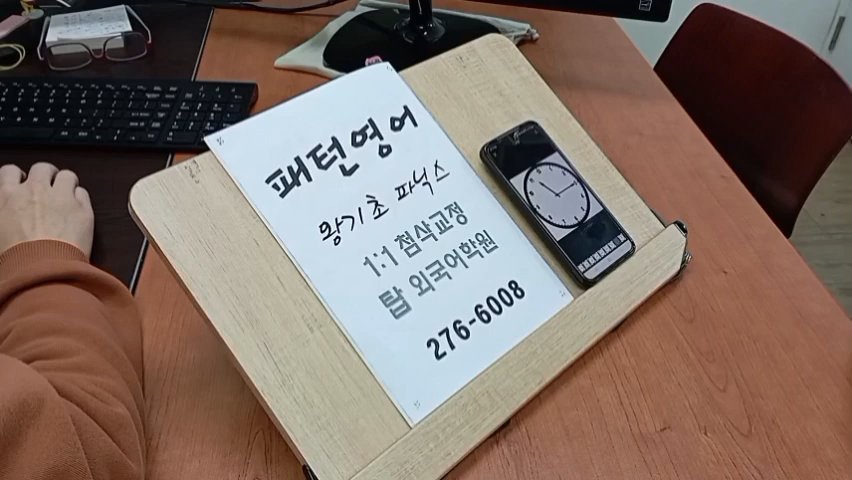 패턴영어
왕기초 파닉스
1:1 첨삭교정
탑 외국어학원
276-6008